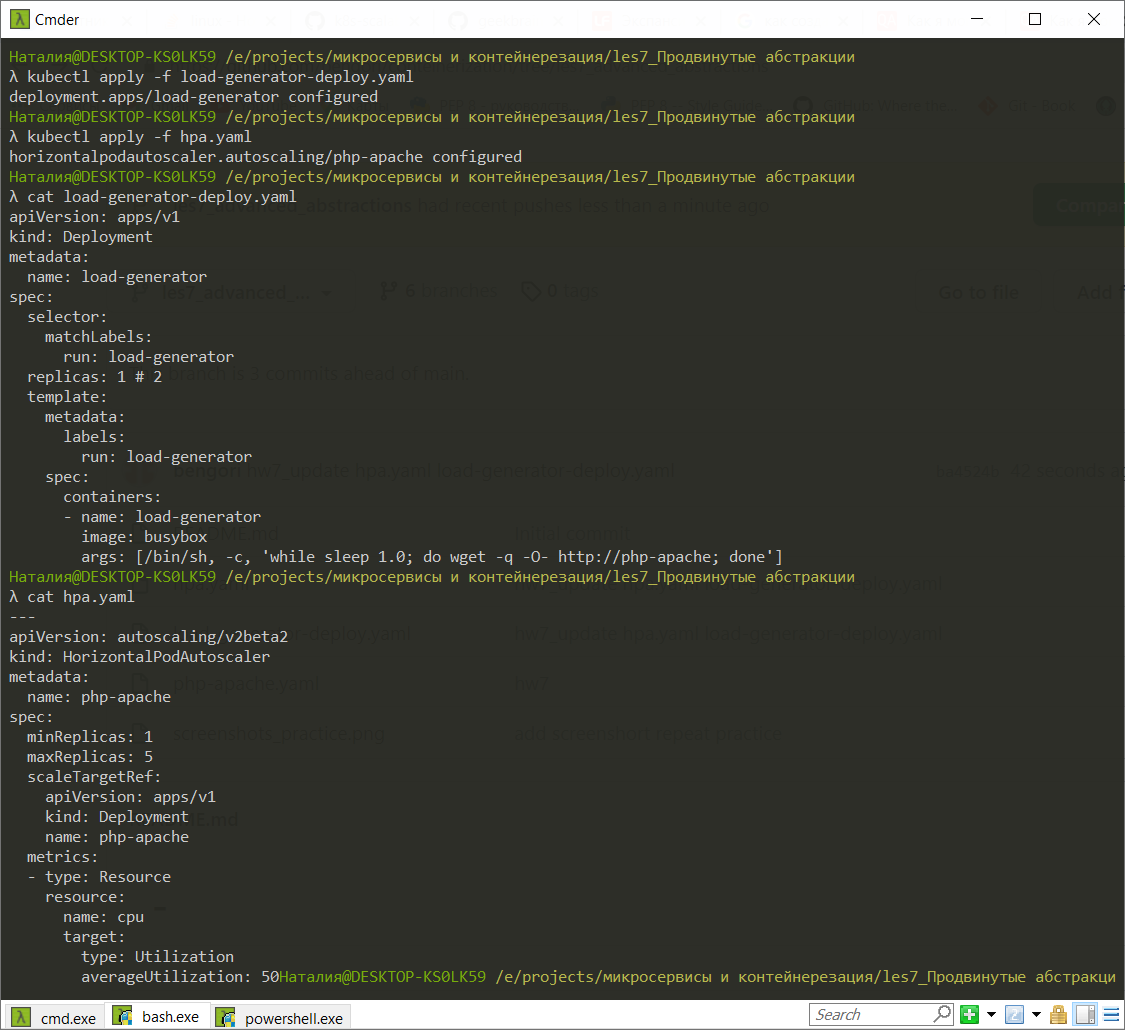 Cmder
Наталия@DESKTOP-KS0LK59 /e/projects/микросервисы и контейнерезация/les7_Продвинутые абстракции
λ kubectl apply -f load-generator-deploy.yaml
deployment.apps/load-generator configured
Наталия@DESKTOP-KS0LK59 /e/projects/микросервисы и контейнерезация/les7_Продвинутые абстракции
λ kubectl apply -f hpa.yaml
horizontalpodautoscaler.autoscaling/php-apache configured
Наталия@DESKTOP-KS0LK59 /e/projects/микросервисы и контейнерезация/les7_Продвинутые абстракции
λ cat load-generator-deploy.yaml
apiVersion: apps/v1
kind: Deployment
metadata:
  name: load-generator
spec:
  selector:
    matchLabels:
      run: load-generator
  replicas: 1 # 2
  template:
    metadata:
      labels:
        run: load-generator
    spec:
      containers:
      - name: load-generator
        image: busybox
        args: [/bin/sh, -c, 'while sleep 1.0; do wget -q -O- http://php-apache; done']
Наталия@DESKTOP-KS0LK59 /e/projects/микросервисы и контейнерезация/les7_Продвинутые абстракции
λ cat hpa.yaml
---
apiVersion: autoscaling/v2beta2
kind: HorizontalPodAutoscaler
metadata:
  name: php-apache
spec:
  minReplicas: 1
  maxReplicas: 5
  scaleTargetRef:
    apiVersion: apps/v1
    kind: Deployment
    name: php-apache
  metrics:
  - type: Resource
    resource:
      name: cpu
      target:
        type: Utilization
        averageUtilization: 50Наталия@DESKTOP-KS0LK59 /e/projects/микросервисы и контейнерезация/les7_Продвинутые абстракци
cmd.exe bash.exe powershell.exe Search